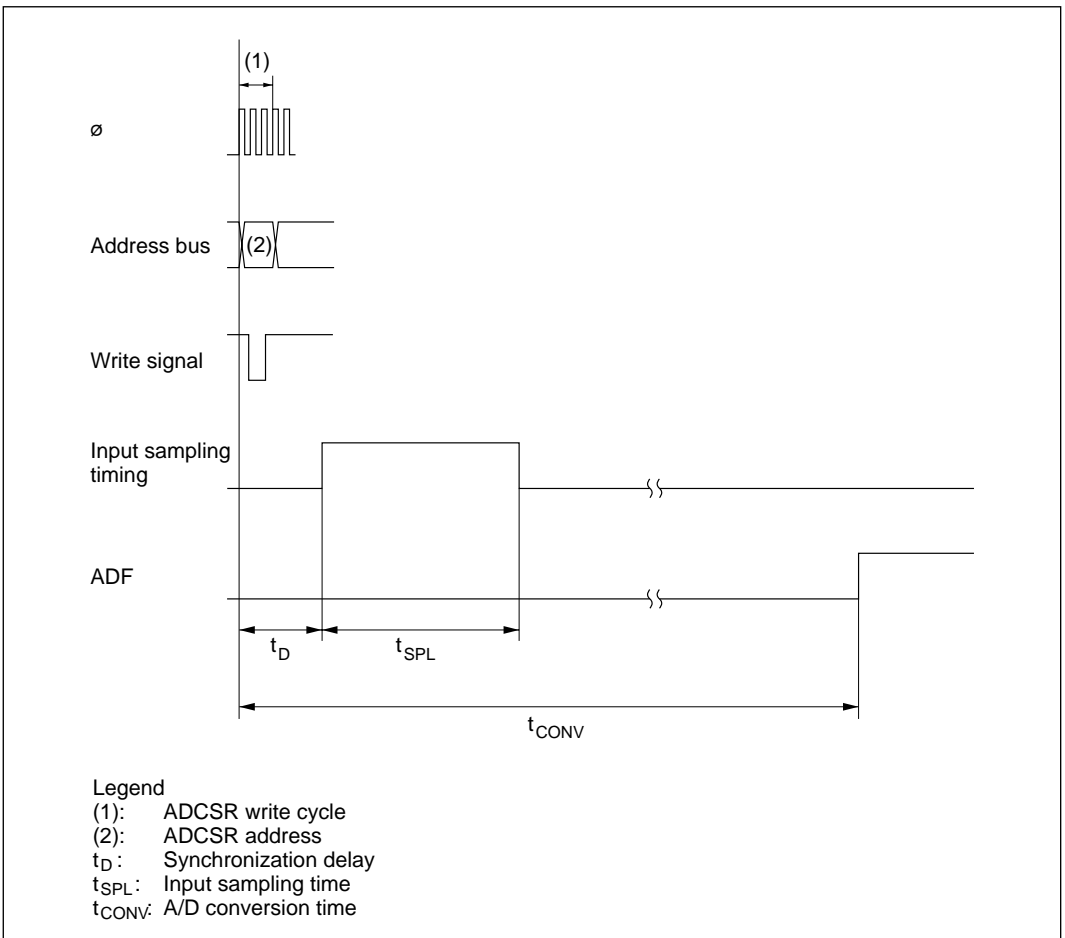 (1)
ø
Address bus
(2)
Write signal
Input sampling
timing
ADF
tD
tSPL
tCONV
Legend
(1): ADCSR write cycle
(2): ADCSR address
tD : Synchronization delay
tSPL : Input sampling time
tCONV: A/D conversion time